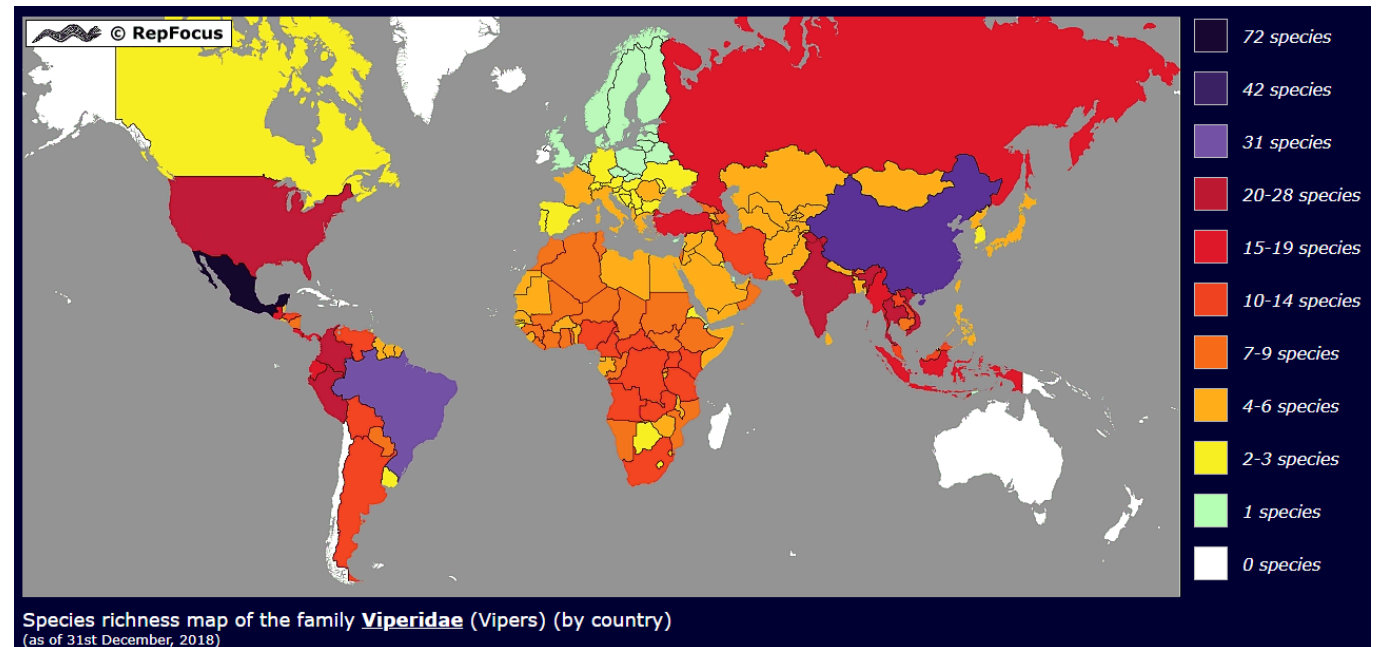 © RepFocus
72 species
42 species
31 species
20-28 species
15-19 species
10-14 species
7-9 species
4-6 species
2-3 species
1 species
0 species
Species richness map of the family Viperidae (Vipers) (by country)
(as of 31st December, 2018)